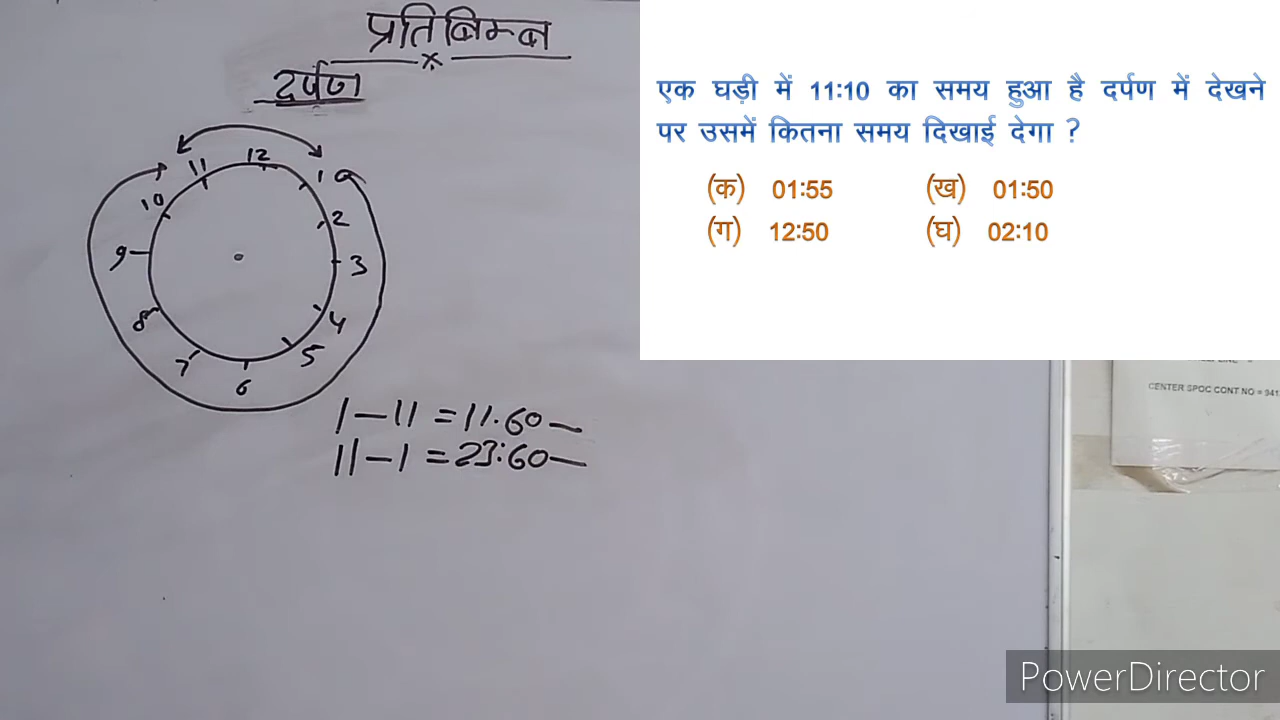 प्रतिबिम्ब
दर्पण
12
11
1
10
2
9
3
8
4
7
5
6
1 – 11 = 11.60 –
11 – 1 = 23:60 –
एक घड़ी में 11:10 का समय हुआ है दर्पण में देखने
पर उसमें कितना समय दिखाई देगा ?
(क) 01:55 (ख) 01:50
(ग) 12:50 (घ) 02:10
CENTER SPOC CONT NO = 941
PowerDirector